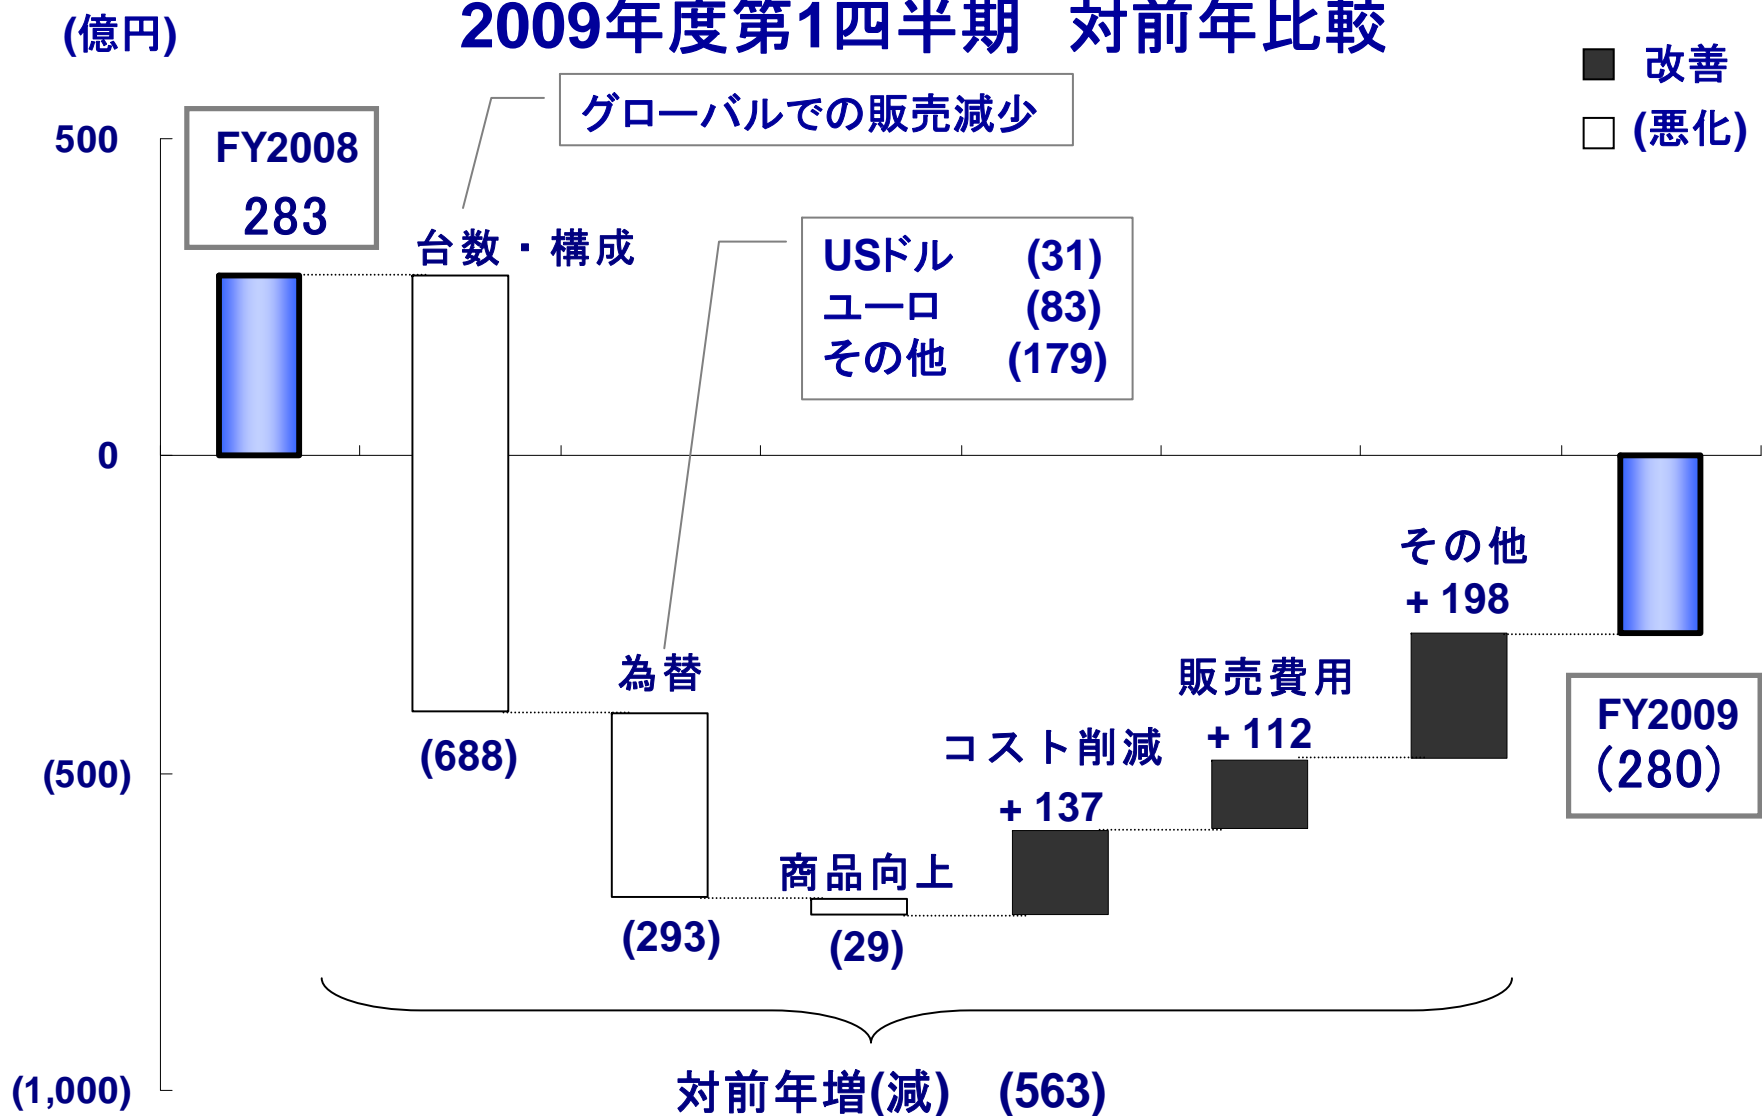 2009年度第1四半期　対前年比較
(億円)
改善
(悪化)
500
0
(500)
(1,000)
FY2008
283
グローバルでの販売減少
台数・構成
(688)
USドル (31)
ユーロ (83)
その他 (179)
為替
(293)
商品向上
(29)
コスト削減
+ 137
販売費用
+ 112
その他
+ 198
FY2009
(280)
対前年増(減) (563)